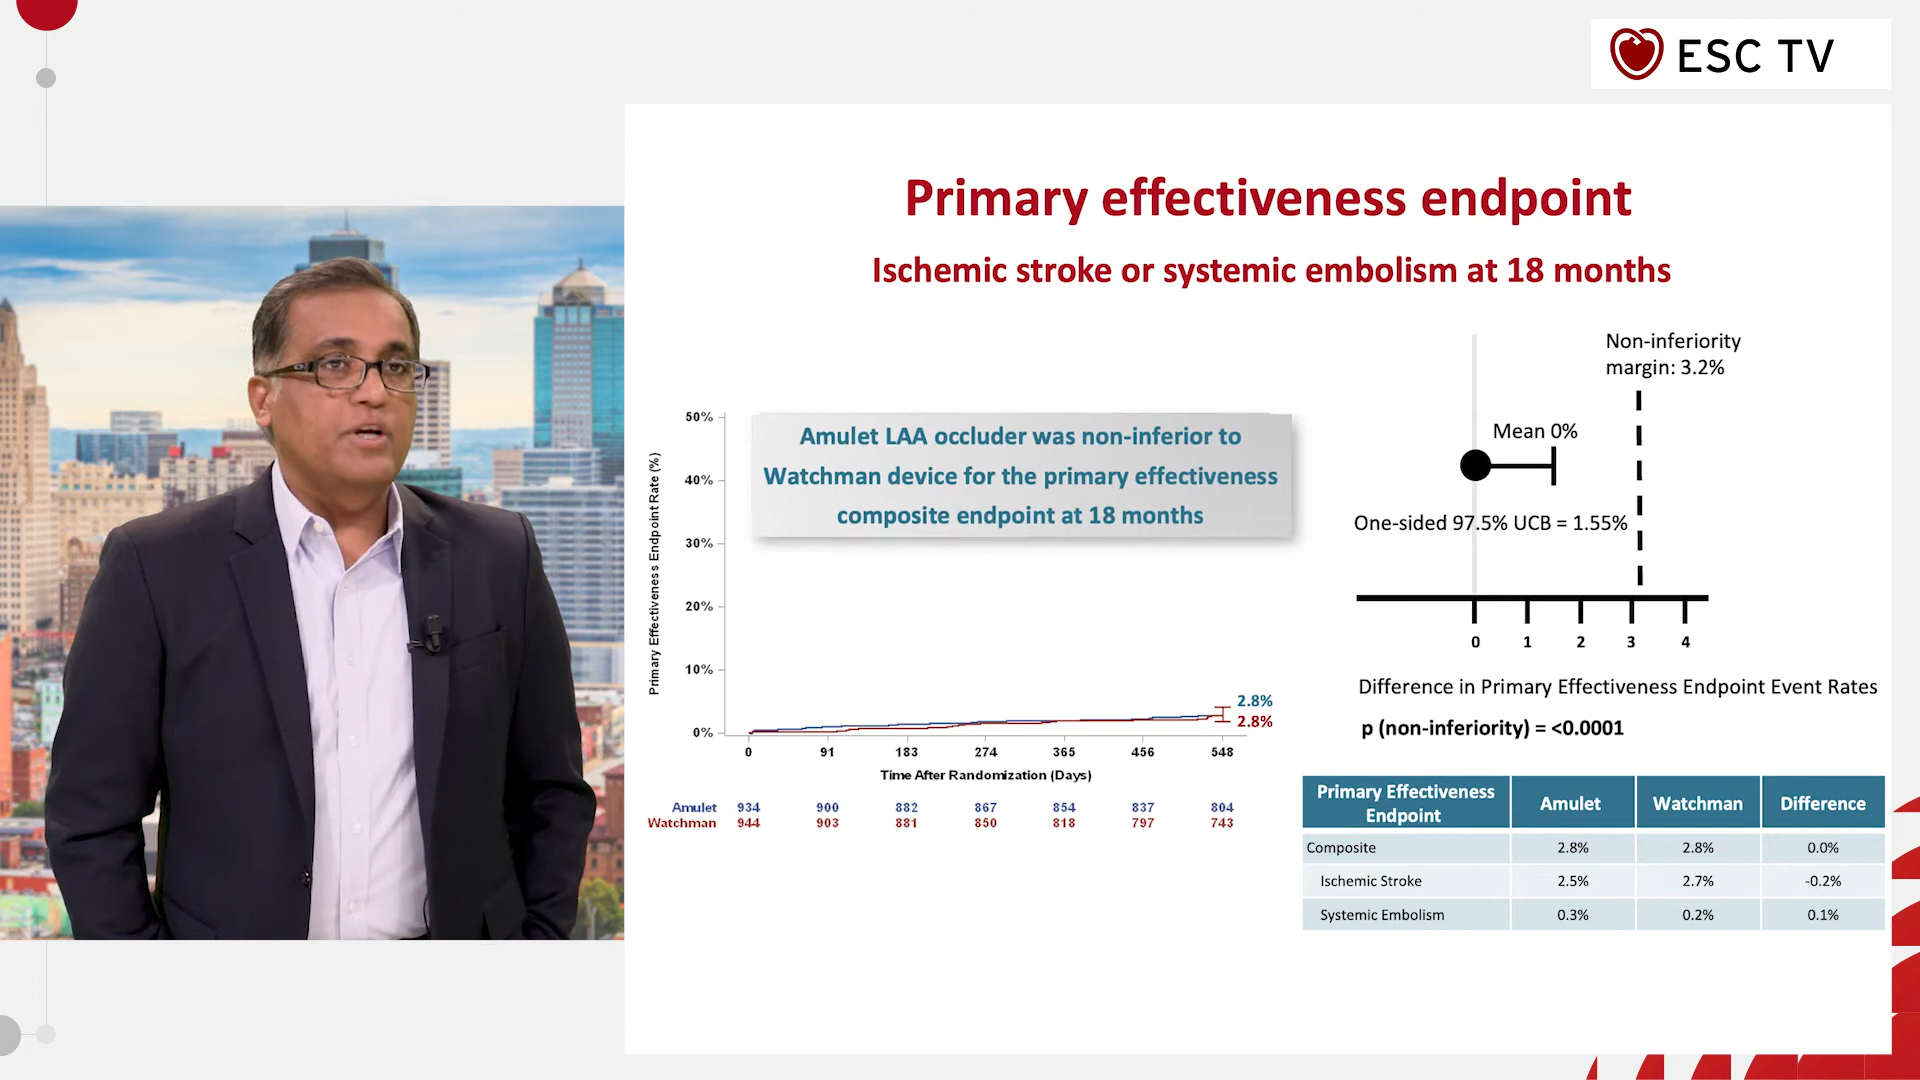 ESC TV
Primary effectiveness endpoint
Ischemic stroke or systemic embolism at 18 months
Primary Effectiveness Endpoint Rate (%)
50%
40%
30%
20%
10%
0%
Amulet LAA occluder was non-inferior to
Watchman device for the primary effectiveness
composite endpoint at 18 months
2.8%
2.8%
0 91 183 274 365 456 548
Time After Randomization (Days)
Amulet 934 900 882 867 854 837 804
Watchman 944 903 881 850 818 797 743
Non-inferiority
margin: 3.2%
Mean 0%
One-sided 97.5% UCB = 1.55%
0 1 2 3 4
Difference in Primary Effectiveness Endpoint Event Rates
p (non-inferiority) = <0.0001
Primary Effectiveness
Endpoint Amulet Watchman Difference
Composite 2.8% 2.8% 0.0%
Ischemic Stroke 2.5% 2.7% -0.2%
Systemic Embolism 0.3% 0.2% 0.1%